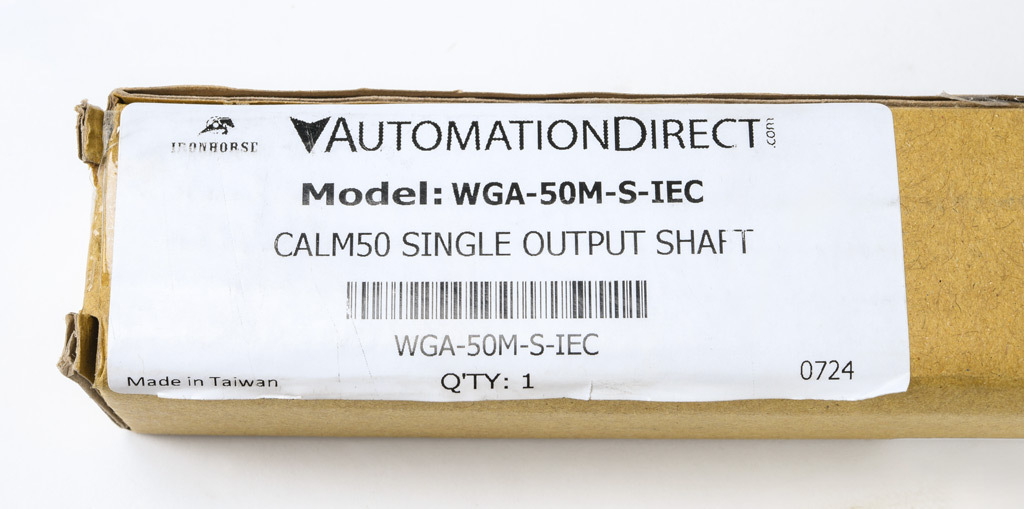 IRONHORSE
AUTOMATIONDIRECT.com
Model: WGA-50M-S-IEC
CALM50 SINGLE OUTPUT SHAFT
WGA-50M-S-IEC
Made in Taiwan
Q'TY: 1
0724